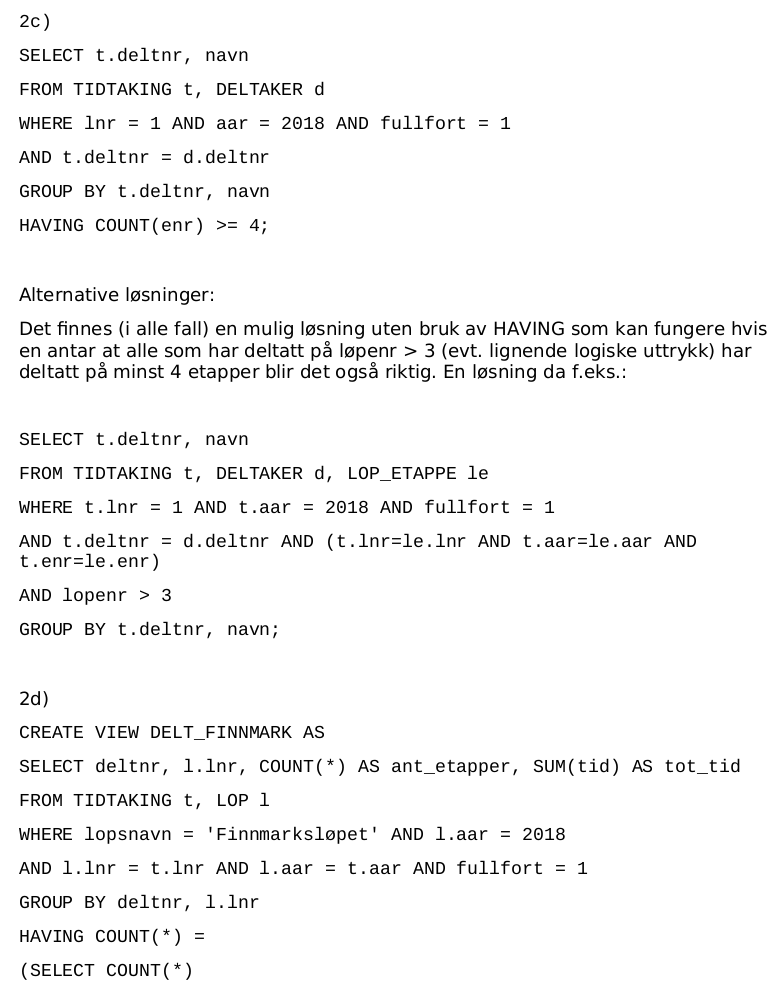 2c)
SELECT t.deltnr, navn
FROM TIDTAKING t, DELTAKER d
WHERE lnr = 1 AND aar = 2018 AND fullfort = 1
AND t.deltnr = d.deltnr
GROUP BY t.deltnr, navn
HAVING COUNT(enr) >= 4;
Alternative løsninger:
Det finnes (i alle fall) en mulig løsning uten bruk av HAVING som kan fungere hvis
en antar at alle som har deltatt på løpenr > 3 (evt. lignende logiske uttrykk) har
deltatt på minst 4 etapper blir det også riktig. En løsning da f.eks.:
SELECT t.deltnr, navn
FROM TIDTAKING t, DELTAKER d, LOP_ETAPPE le
WHERE t.lnr = 1 AND t.aar = 2018 AND fullfort = 1
AND t.deltnr = d.deltnr AND (t.lnr=le.lnr AND t.aar=le.aar AND
t.enr=le.enr)
AND lopenr > 3
GROUP BY t.deltnr, navn;
2d)
CREATE VIEW DELT_FINNMARK AS
SELECT deltnr, l.lnr, COUNT(*) AS ant_etapper, SUM(tid) AS tot_tid
FROM TIDTAKING t, LOP l
WHERE lopsnavn = 'Finnmarksløpet' AND l.aar = 2018
AND l.lnr = t.lnr AND l.aar = t.aar AND fullfort = 1
GROUP BY deltnr, l.lnr
HAVING COUNT(*) =
(SELECT COUNT(*)